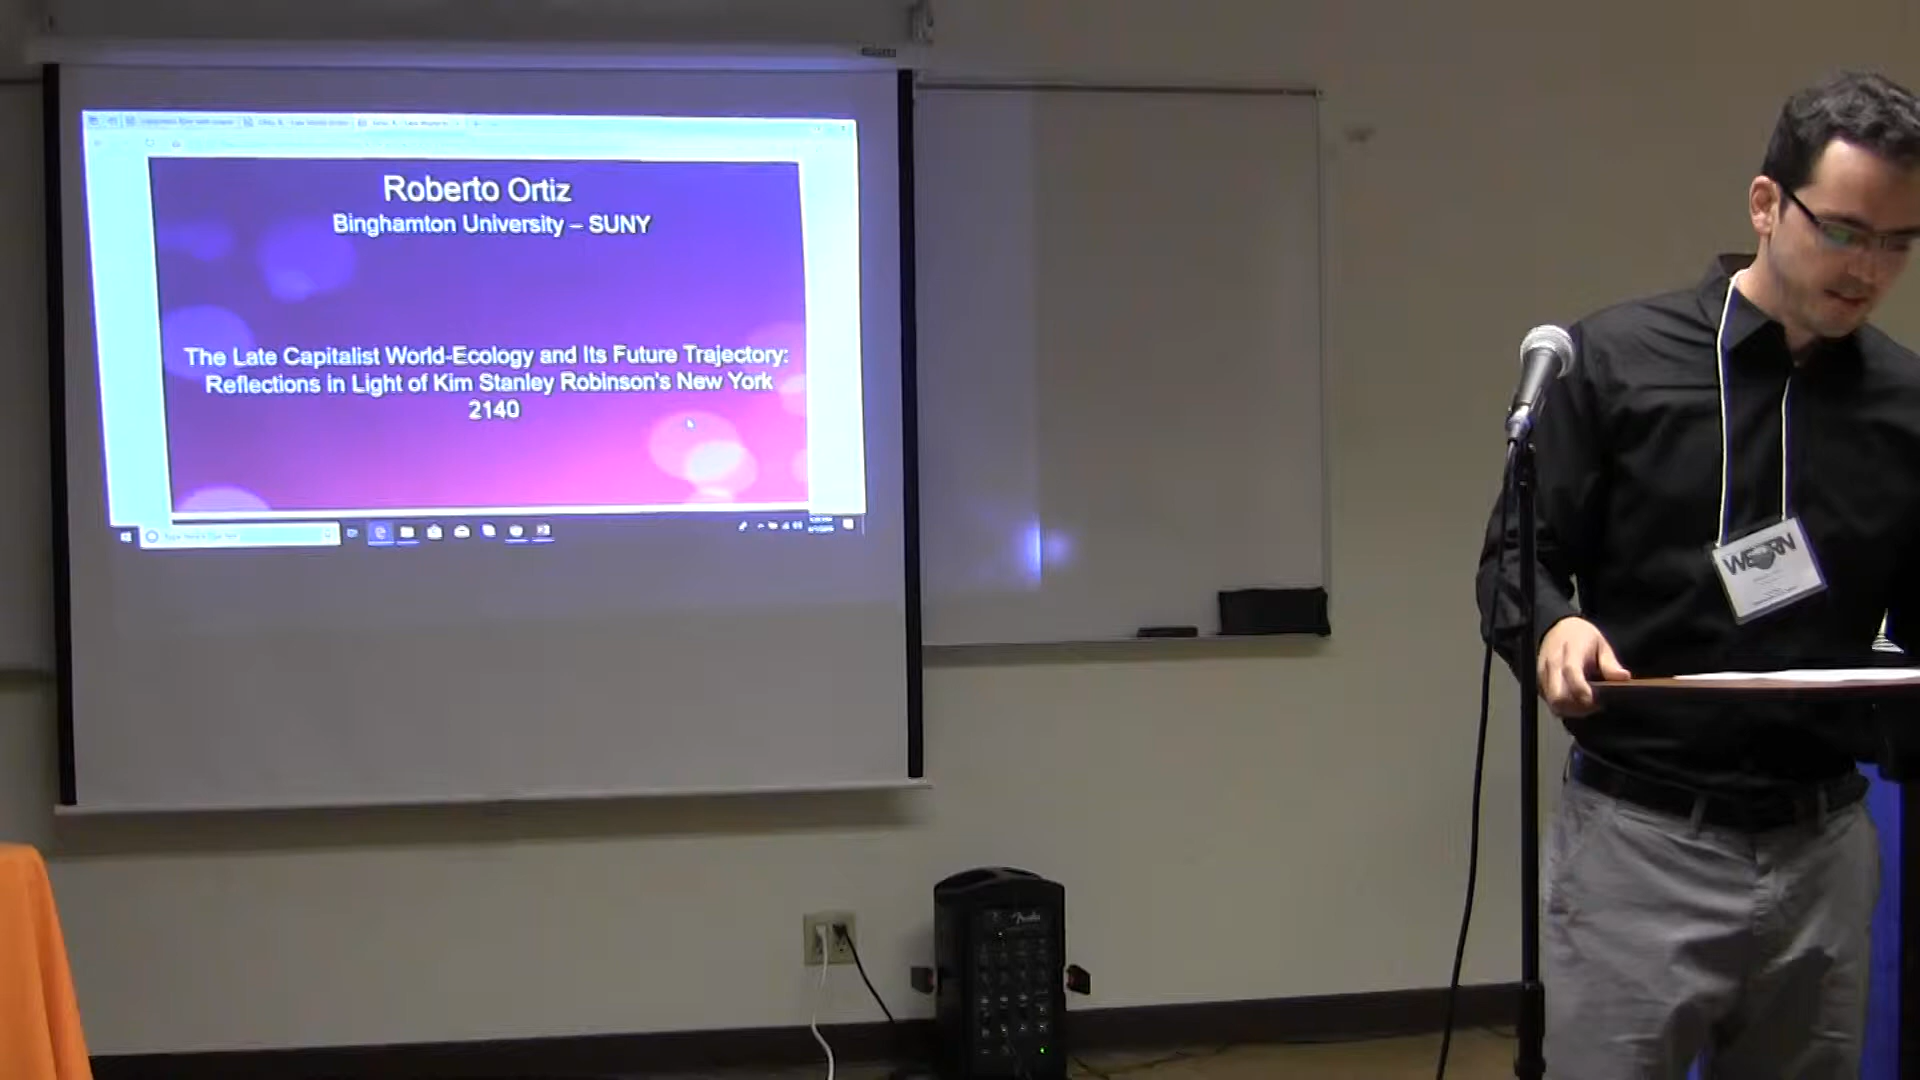 Roberto Ortiz
Binghamton University – SUNY
The Late Capitalist World-Ecology and Its Future Trajectory:
Reflections in Light of Kim Stanley Robinson's New York
2140
Fender